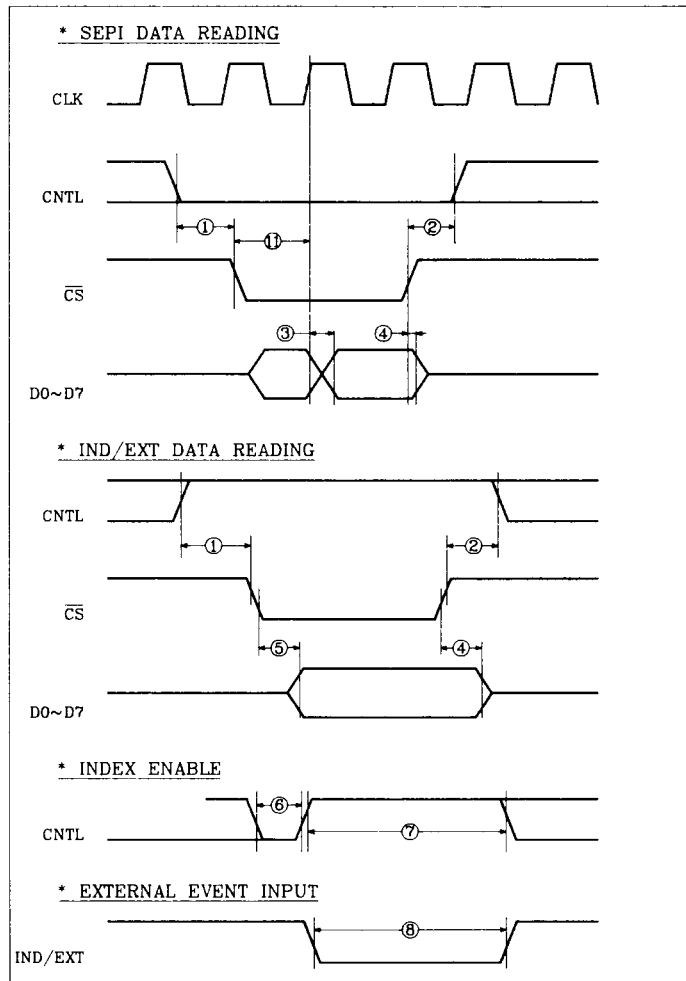 * SEPI DATA READING
CLK
CNTL
① ⑪ ②
CS
③ ④
D0~D7
* IND/EXT DATA READING
CNTL
① ②
CS
⑤ ④
D0~D7
* INDEX ENABLE
⑥
CNTL
⑦
* EXTERNAL EVENT INPUT
⑧
IND/EXT